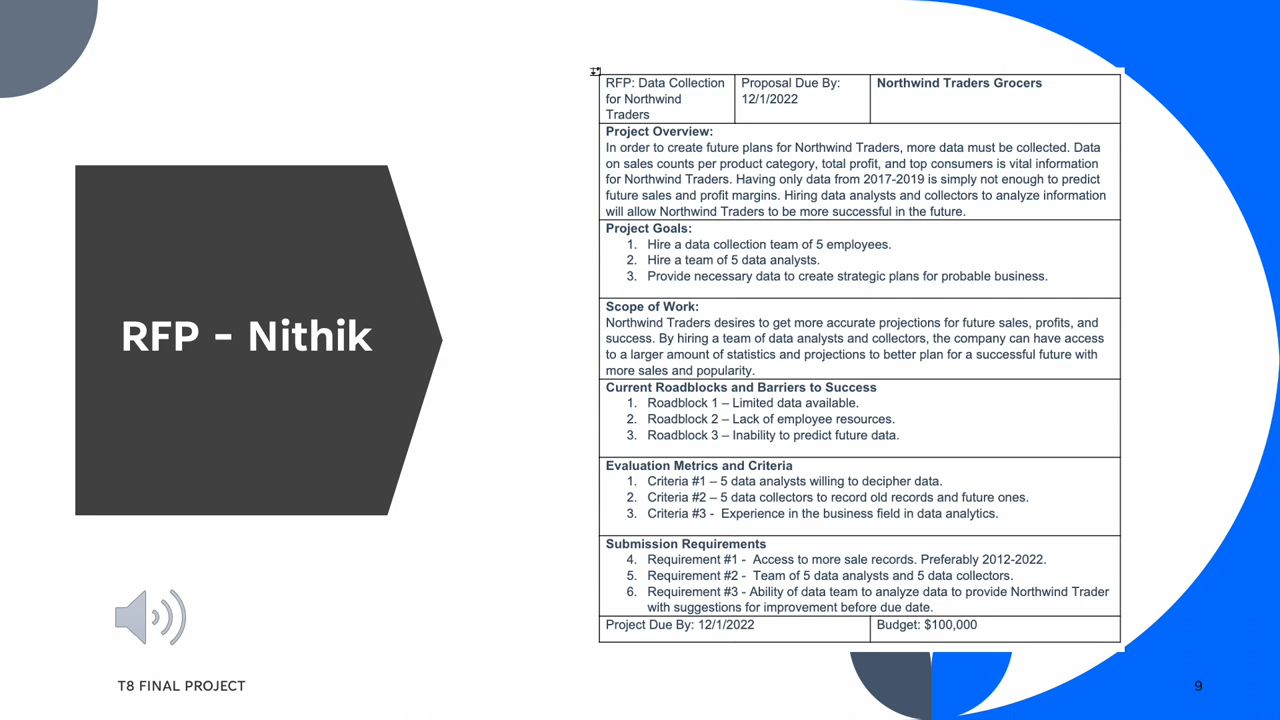 RFP - Nithik
RFP: Data Collection
for Northwind
Traders
Proposal Due By:
12/1/2022
Northwind Traders Grocers
Project Overview:
In order to create future plans for Northwind Traders, more data must be collected. Data
on sales counts per product category, total profit, and top consumers is vital information
for Northwind Traders. Having only data from 2017-2019 is simply not enough to predict
future sales and profit margins. Hiring data analysts and collectors to analyze information
will allow Northwind Traders to be more successful in the future.
Project Goals:
1. Hire a data collection team of 5 employees.
2. Hire a team of 5 data analysts.
3. Provide necessary data to create strategic plans for probable business.
Scope of Work:
Northwind Traders desires to get more accurate projections for future sales, profits, and
success. By hiring a team of data analysts and collectors, the company can have access
to a larger amount of statistics and projections to better plan for a successful future with
more sales and popularity.
Current Roadblocks and Barriers to Success
1. Roadblock 1 – Limited data available.
2. Roadblock 2 – Lack of employee resources.
3. Roadblock 3 – Inability to predict future data.
Evaluation Metrics and Criteria
1. Criteria #1 – 5 data analysts willing to decipher data.
2. Criteria #2 – 5 data collectors to record old records and future ones.
3. Criteria #3 - Experience in the business field in data analytics.
Submission Requirements
4. Requirement #1 - Access to more sale records. Preferably 2012-2022.
5. Requirement #2 - Team of 5 data analysts and 5 data collectors.
6. Requirement #3 - Ability of data team to analyze data to provide Northwind Trader
with suggestions for improvement before due date.
Project Due By: 12/1/2022
Budget: $100,000
T8 FINAL PROJECT
9